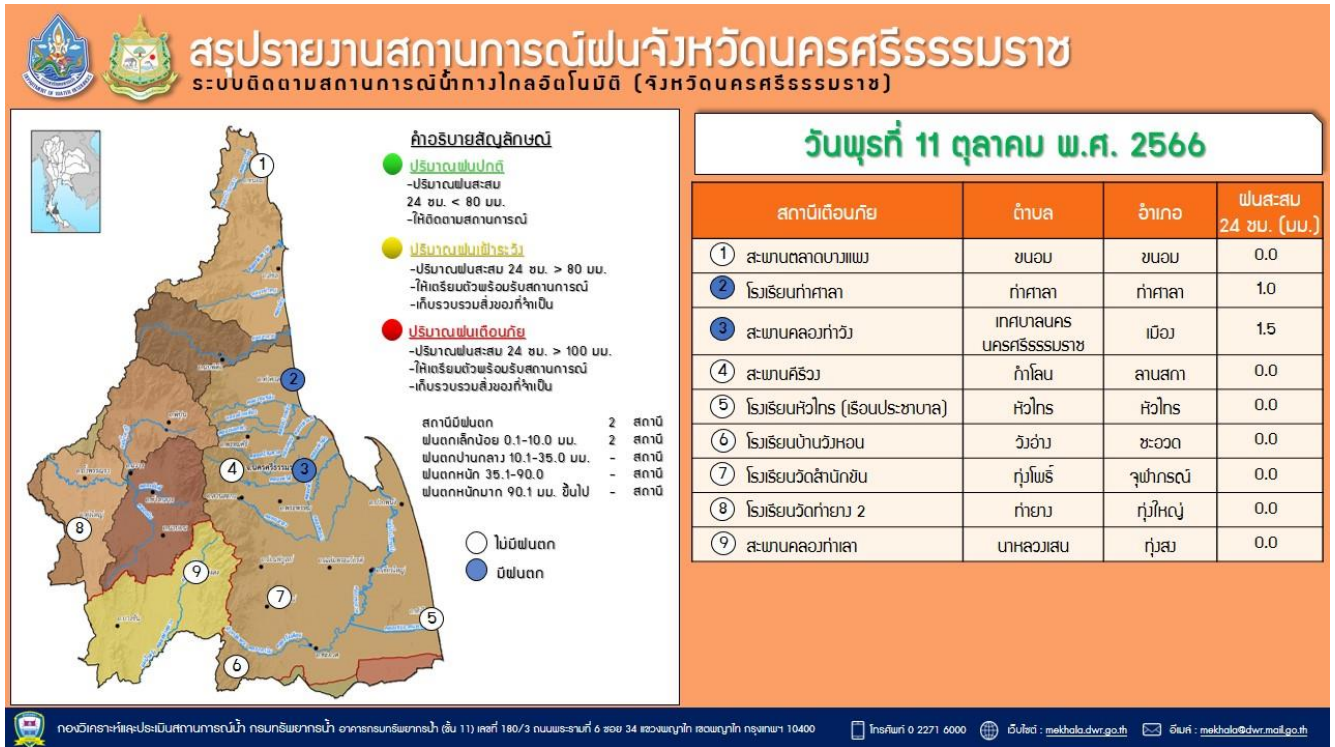 สรุปรายงานสถานการณ์ฝนจังหวัดนครศรีธรรมราช
ระบบติดตามสถานการณ์น้ำทางไกลอัตโนมัติ (จังหวัดนครศรีธรรมราช)
คำอธิบายสัญลักษณ์
ปริมาณฝนปกติ
-ปริมาณฝนสะสม
24 ชม. < 80 มม.
-ให้ติดตามสถานการณ์
ปริมาณฝนเฝ้าระวัง
-ปริมาณฝนสะสม 24 ชม. > 80 มม.
-ให้เตรียมตัวพร้อมรับสถานการณ์
-เก็บรวบรวมสิ่งของที่จำเป็น
ปริมาณฝนเตือนภัย
-ปริมาณฝนสะสม 24 ชม. > 100 มม.
-ให้เตรียมตัวพร้อมรับสถานการณ์
-เก็บรวบรวมสิ่งของที่จำเป็น
สถานีมีฝนตก 2 สถานี
ฝนตกเล็กน้อย 0.1-10.0 มม. 2 สถานี
ฝนตกปานกลาง 10.1-35.0 มม. - สถานี
ฝนตกหนัก 35.1-90.0 - สถานี
ฝนตกหนักมาก 90.1 มม. ขึ้นไป - สถานี
ไม่มีฝนตก
มีฝนตก
1
2
4
3
8
9
7
5
6
วันพุธที่ 11 ตุลาคม พ.ศ. 2566
สถานีเตือนภัย ตำบล อำเภอ ฝนสะสม 24 ชม. (มม.)
1 สะพานตลาดบางแพง ขนอม ขนอม 0.0
2 โรงเรียนท่าศาลา ท่าศาลา ท่าศาลา 1.0
3 สะพานคลองท่าวัง เทศบาลนครนครศรีธรรมราช เมือง 1.5
4 สะพานคีรีวง กำโลน ลานสกา 0.0
5 โรงเรียนหัวไทร (เรือนประชาบาล) หัวไทร หัวไทร 0.0
6 โรงเรียนบ้านวังหอน วังอ่าง ชะอวด 0.0
7 โรงเรียนวัดสำนักขัน ทุ่งโพธิ์ จุฬาภรณ์ 0.0
8 โรงเรียนวัดท่ายาง 2 ท่ายาง ทุ่งใหญ่ 0.0
9 สะพานคลองท่าเลา นาหลวงเสน ทุ่งสง 0.0
กองวิเคราะห์และประเมินสถานการณ์น้ำ กรมทรัพยากรน้ำ อาคารกรมทรัพยากรน้ำ (ชั้น 11) เลขที่ 180/3 ถนนพระรามที่ 6 ซอย 34 แขวงพญาไท เขตพญาไท กรุงเทพฯ 10400 โทรศัพท์ 0 2271 6000 เว็บไซต์ : mekhala.dwr.go.th อีเมล์ : mekhala@dwr.mail.go.th